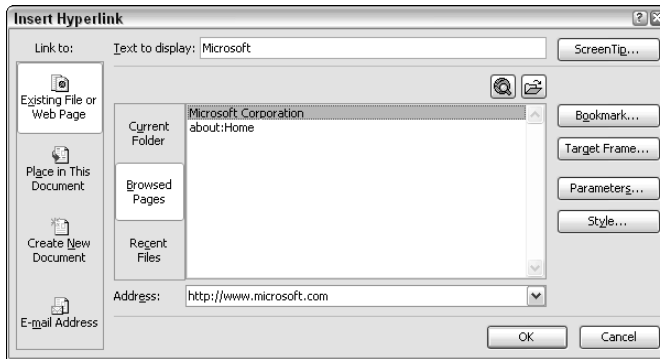 Insert Hyperlink
Link to:
Text to display: Microsoft
ScreenTip...
Existing File or
Web Page
Place in This
Document
Create New
Document
E-mail Address
Current
Folder
Browsed
Pages
Recent
Files
Microsoft Corporation
about:Home
Address: http://www.microsoft.com
Bookmark...
Target Frame...
Parameters...
Style...
OK
Cancel